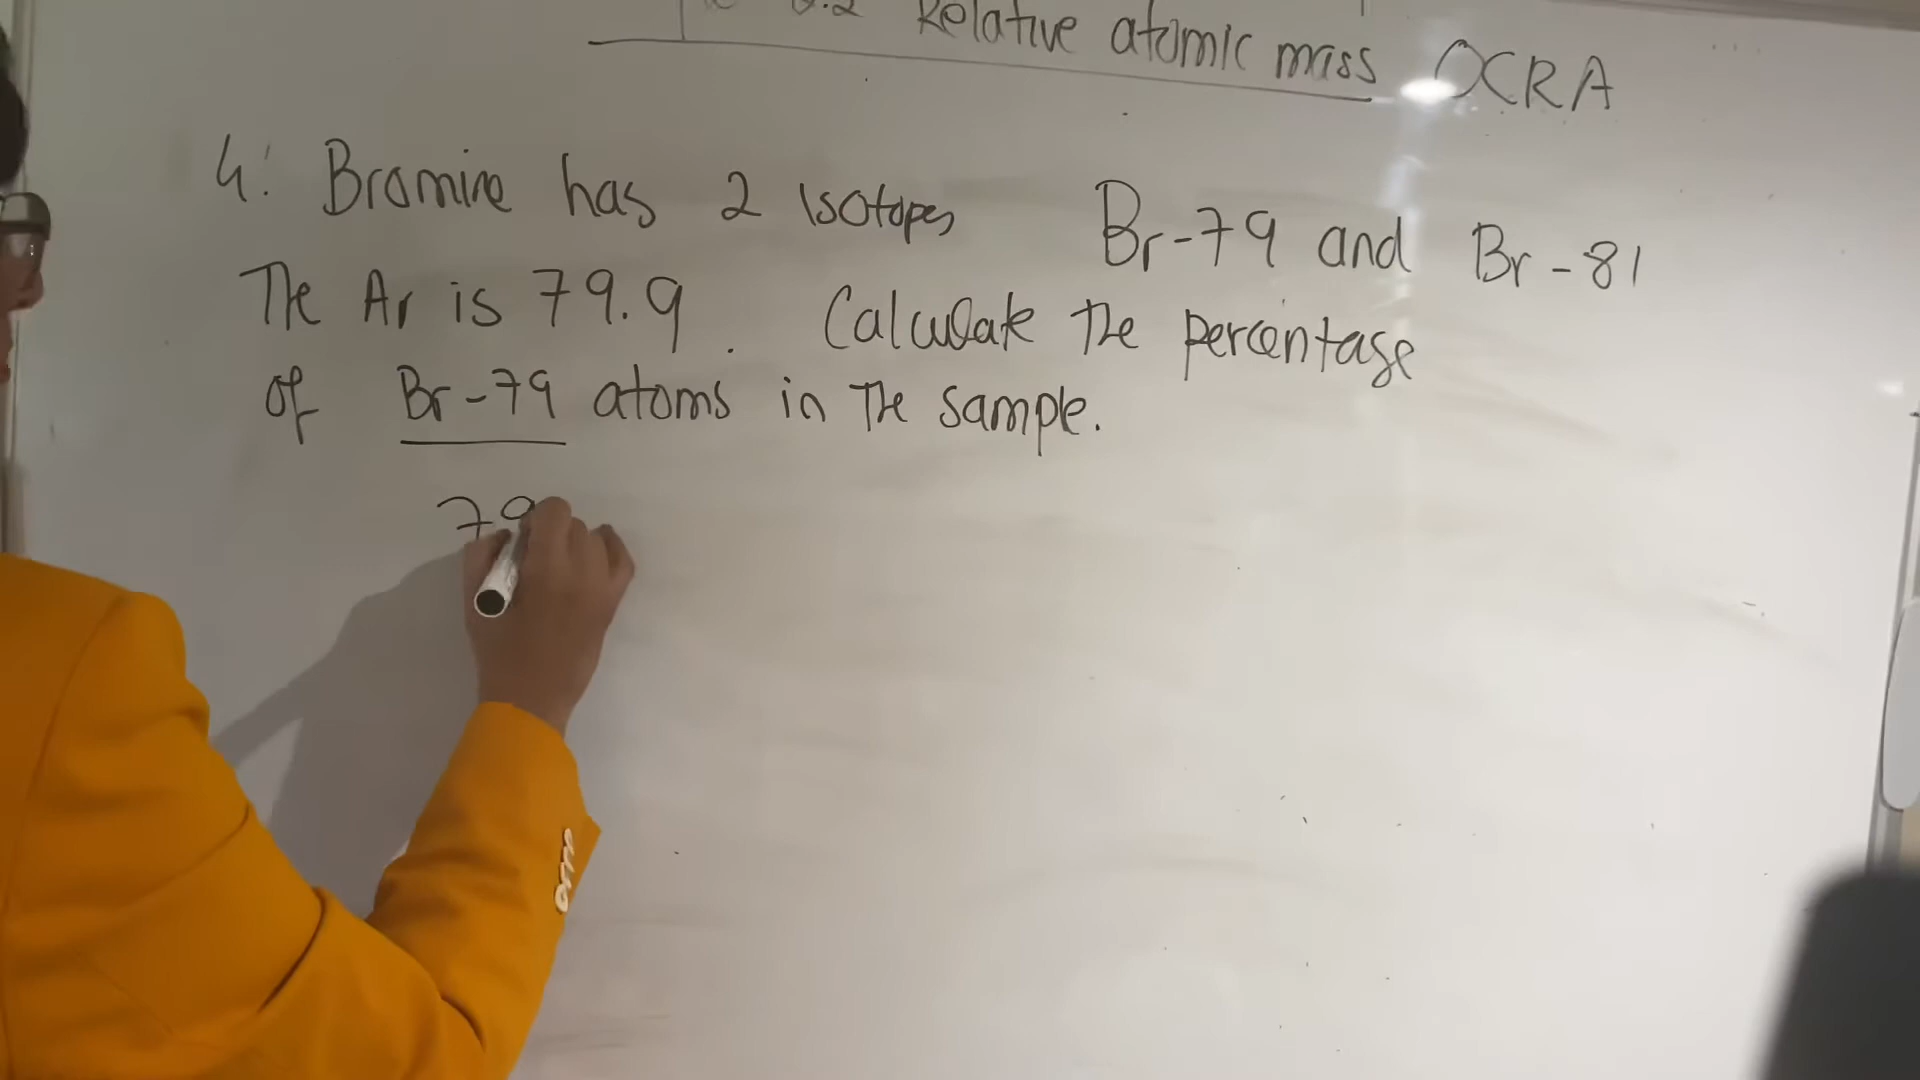 Relative atomic mass OCRA
4: Bromine has 2 isotopes Br-79 and Br-81
The Ar is 79.9. Calculate the percentage
of Br-79 atoms in the sample.
79